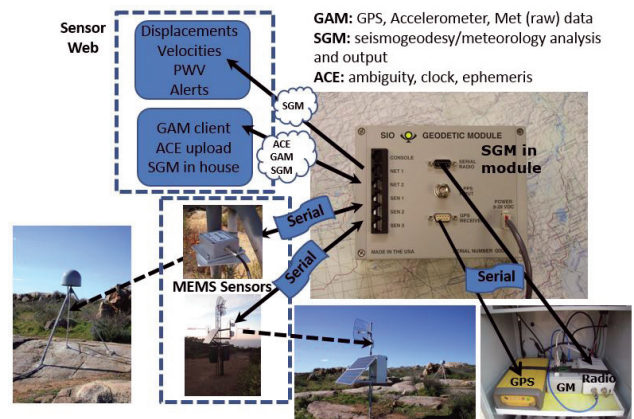 Sensor
Web
Displacements
Velocities
PWV
Alerts
GAM client
ACE upload
SGM in house
GAM: GPS, Accelerometer, Met (raw) data
SGM: seismogeodesy/meteorology analysis
and output
ACE: ambiguity, clock, ephemeris
SGM
ACE
GAM
SGM
SIO
GEODETIC MODULE
SGM in
module
CONSOLE
NET 1
NET 2
SEN 1
SEN 2
SEN 3
SERIAL
RADIO
GPS
RECEIVER
POWER
MADE IN THE USA
SERIAL NUMBER
Serial
Serial
Serial
MEMS Sensors
GPS
GM
Radio